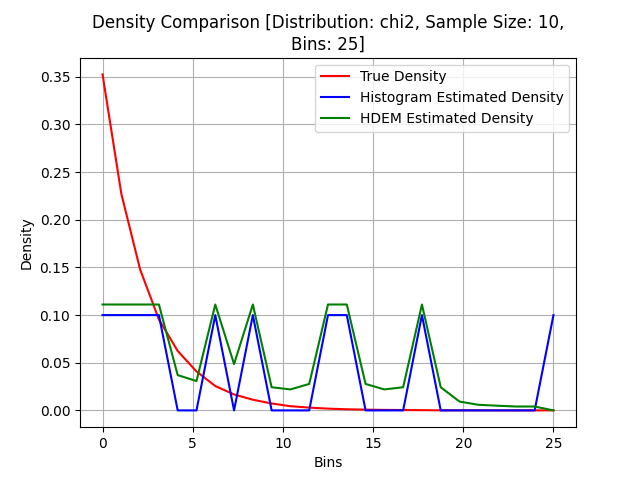 Density Comparison [Distribution: chi2, Sample Size: 10,
Bins: 25]
True Density
Histogram Estimated Density
HDEM Estimated Density
Density
0.35
0.30
0.25
0.20
0.15
0.10
0.05
0.00
0 5 10 15 20 25
Bins